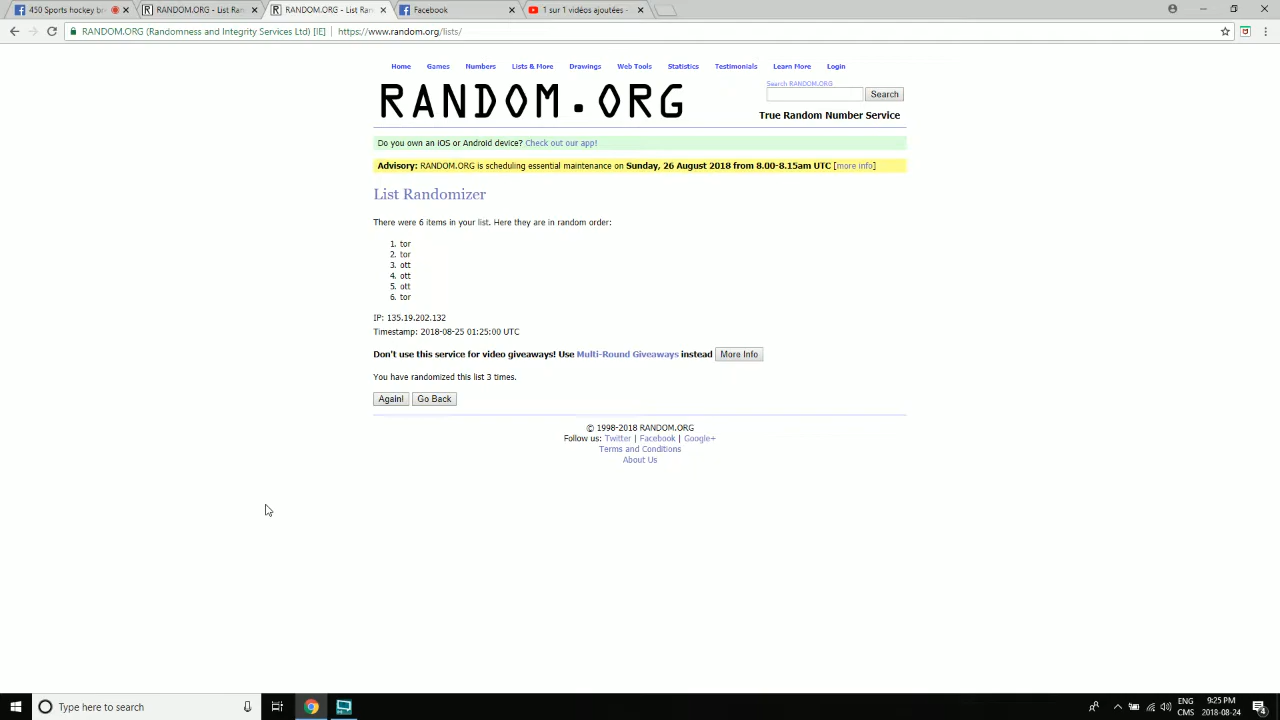 450 Sports hockey bre
RANDOM.ORG - List Ran
RANDOM.ORG - List Ran
Facebook
1 sur 1 vidéos ajoutées -
RANDOM.ORG (Randomness and Integrity Services Ltd) [IE]
https://www.random.org/lists/
Home Games Numbers Lists & More Drawings Web Tools Statistics Testimonials Learn More Login
RANDOM.ORG
Search RANDOM.ORG
Search
True Random Number Service
Do you own an iOS or Android device? Check out our app!
Advisory: RANDOM.ORG is scheduling essential maintenance on Sunday, 26 August 2018 from 8.00-8.15am UTC [more info]
List Randomizer
There were 6 items in your list. Here they are in random order:
1. tor
2. tor
3. ott
4. ott
5. ott
6. tor
IP: 135.19.202.132
Timestamp: 2018-08-25 01:25:00 UTC
Don't use this service for video giveaways! Use Multi-Round Giveaways instead More Info
You have randomized this list 3 times.
Again! Go Back
© 1998-2018 RANDOM.ORG
Follow us: Twitter | Facebook | Google+
Terms and Conditions
About Us
Type here to search
ENG
CMS
9:25 PM
2018-08-24
4